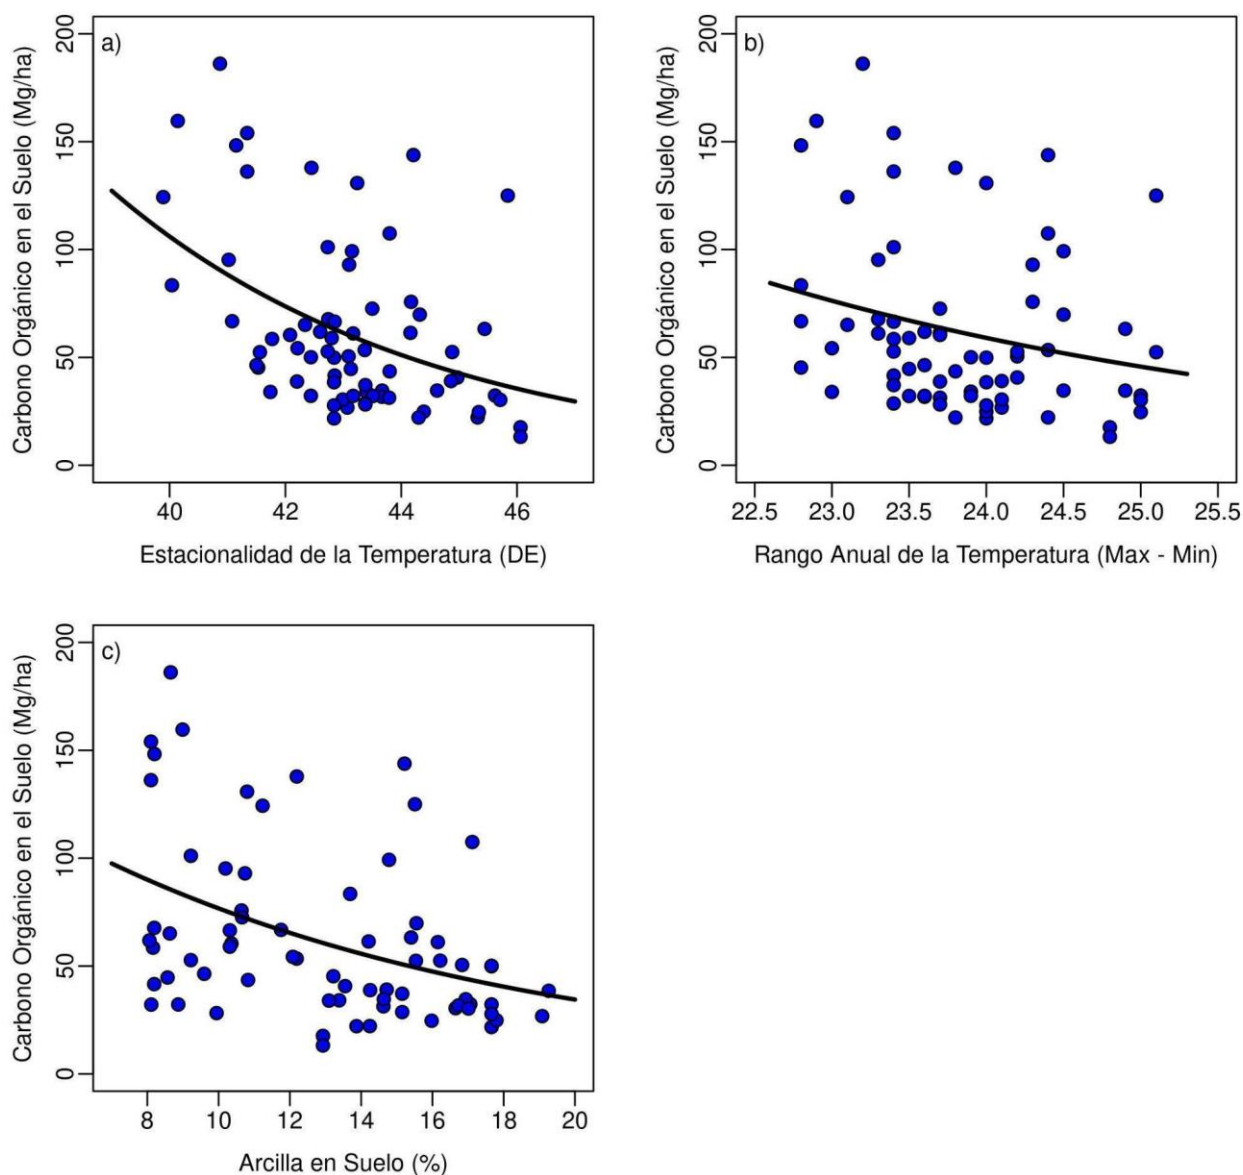 a)
Carbono Orgánico en el Suelo (Mg/ha)
200
150
100
50
0
40 42 44 46
Estacionalidad de la Temperatura (DE)
b)
Carbono Orgánico en el Suelo (Mg/ha)
200
150
100
50
0
22.5 23.0 23.5 24.0 24.5 25.0 25.5
Rango Anual de la Temperatura (Max - Min)
c)
Carbono Orgánico en el Suelo (Mg/ha)
200
150
100
50
0
8 10 12 14 16 18 20
Arcilla en Suelo (%)